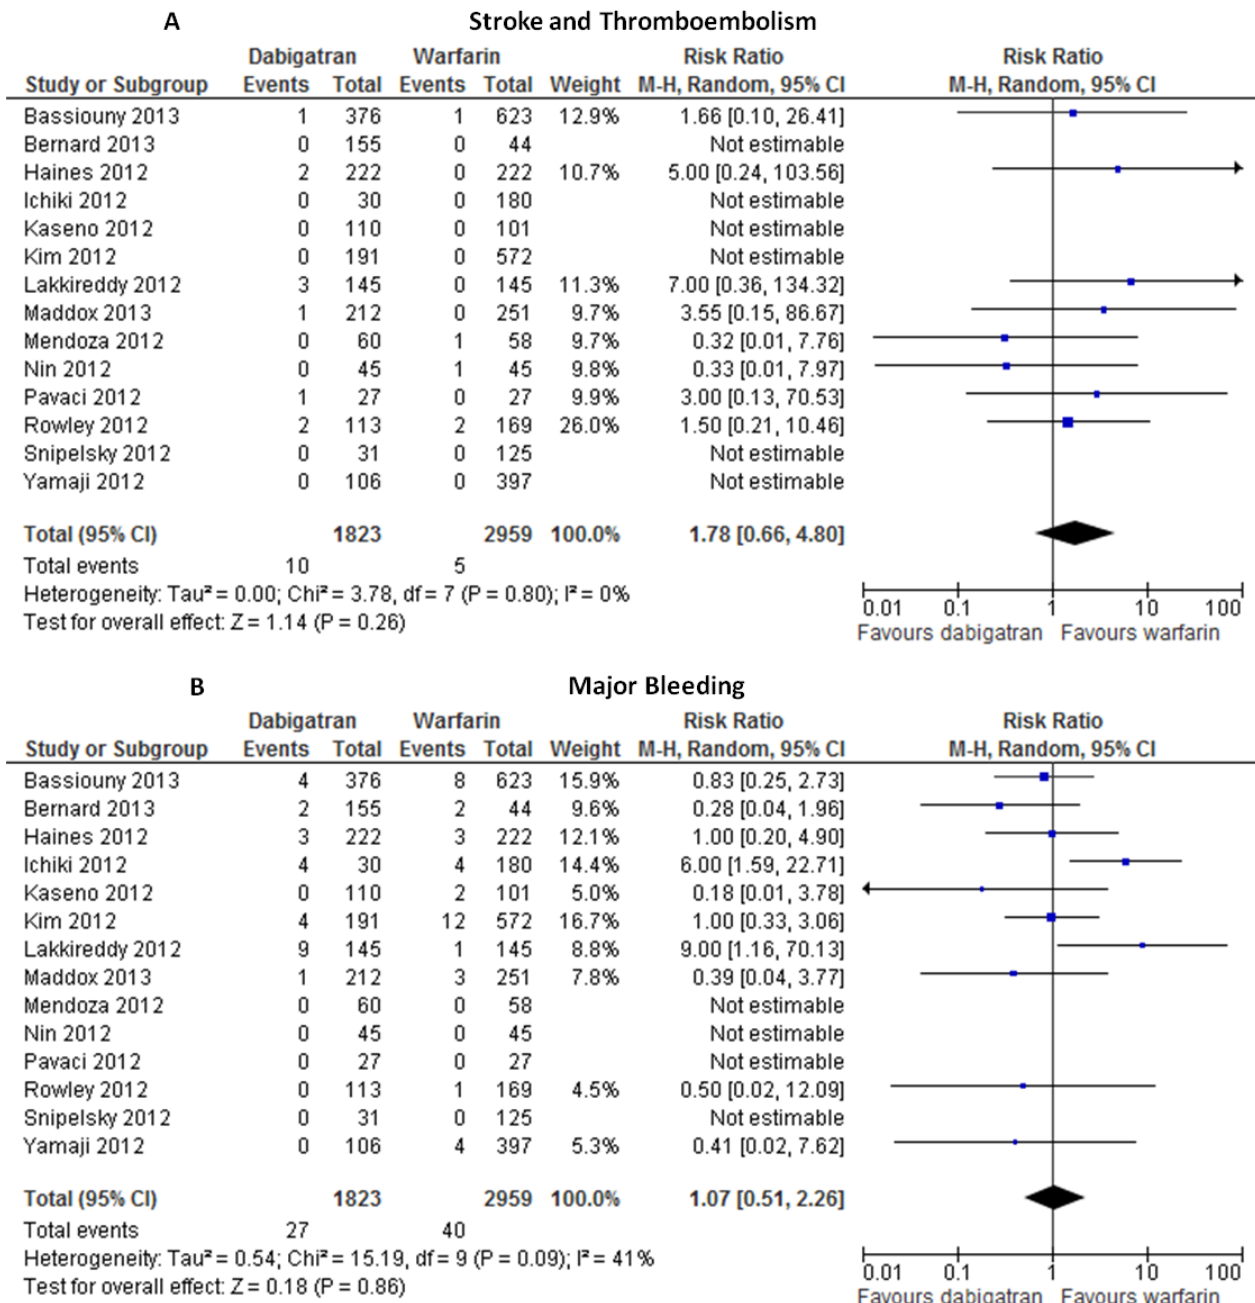 A Stroke and Thromboembolism
Dabigatran Warfarin Risk Ratio Risk Ratio
Study or Subgroup Events Total Events Total Weight M-H, Random, 95% CI M-H, Random, 95% CI
Bassiouny 2013 1 376 1 623 12.9% 1.66 [0.10, 26.41]
Bernard 2013 0 155 0 44 Not estimable
Haines 2012 2 222 0 222 10.7% 5.00 [0.24, 103.56]
Ichiki 2012 0 30 0 180 Not estimable
Kaseno 2012 0 110 0 101 Not estimable
Kim 2012 0 191 0 572 Not estimable
Lakkireddy 2012 3 145 0 145 11.3% 7.00 [0.36, 134.32]
Maddox 2013 1 212 0 251 9.7% 3.55 [0.15, 86.67]
Mendoza 2012 0 60 1 58 9.7% 0.32 [0.01, 7.76]
Nin 2012 0 45 1 45 9.8% 0.33 [0.01, 7.97]
Pavaci 2012 1 27 0 27 9.9% 3.00 [0.13, 70.53]
Rowley 2012 2 113 2 169 26.0% 1.50 [0.21, 10.46]
Snipelsky 2012 0 31 0 125 Not estimable
Yamaji 2012 0 106 0 397 Not estimable
Total (95% CI) 1823 2959 100.0% 1.78 [0.66, 4.80]
Total events 10 5
Heterogeneity: Tau² = 0.00; Chi² = 3.78, df = 7 (P = 0.80); I² = 0%
Test for overall effect: Z = 1.14 (P = 0.26)
0.01 0.1 1 10 100
Favours dabigatran Favours warfarin
B Major Bleeding
Dabigatran Warfarin Risk Ratio Risk Ratio
Study or Subgroup Events Total Events Total Weight M-H, Random, 95% CI M-H, Random, 95% CI
Bassiouny 2013 4 376 8 623 15.9% 0.83 [0.25, 2.73]
Bernard 2013 2 155 2 44 9.6% 0.28 [0.04, 1.96]
Haines 2012 3 222 3 222 12.1% 1.00 [0.20, 4.90]
Ichiki 2012 4 30 4 180 14.4% 6.00 [1.59, 22.71]
Kaseno 2012 0 110 2 101 5.0% 0.18 [0.01, 3.78]
Kim 2012 4 191 12 572 16.7% 1.00 [0.33, 3.06]
Lakkireddy 2012 9 145 1 145 8.8% 9.00 [1.16, 70.13]
Maddox 2013 1 212 3 251 7.8% 0.39 [0.04, 3.77]
Mendoza 2012 0 60 0 58 Not estimable
Nin 2012 0 45 0 45 Not estimable
Pavaci 2012 0 27 0 27 Not estimable
Rowley 2012 0 113 1 169 4.5% 0.50 [0.02, 12.09]
Snipelsky 2012 0 31 0 125 Not estimable
Yamaji 2012 0 106 4 397 5.3% 0.41 [0.02, 7.62]
Total (95% CI) 1823 2959 100.0% 1.07 [0.51, 2.26]
Total events 27 40
Heterogeneity: Tau² = 0.54; Chi² = 15.19, df = 9 (P = 0.09); I² = 41%
Test for overall effect: Z = 0.18 (P = 0.86)
0.01 0.1 1 10 100
Favours dabigatran Favours warfarin